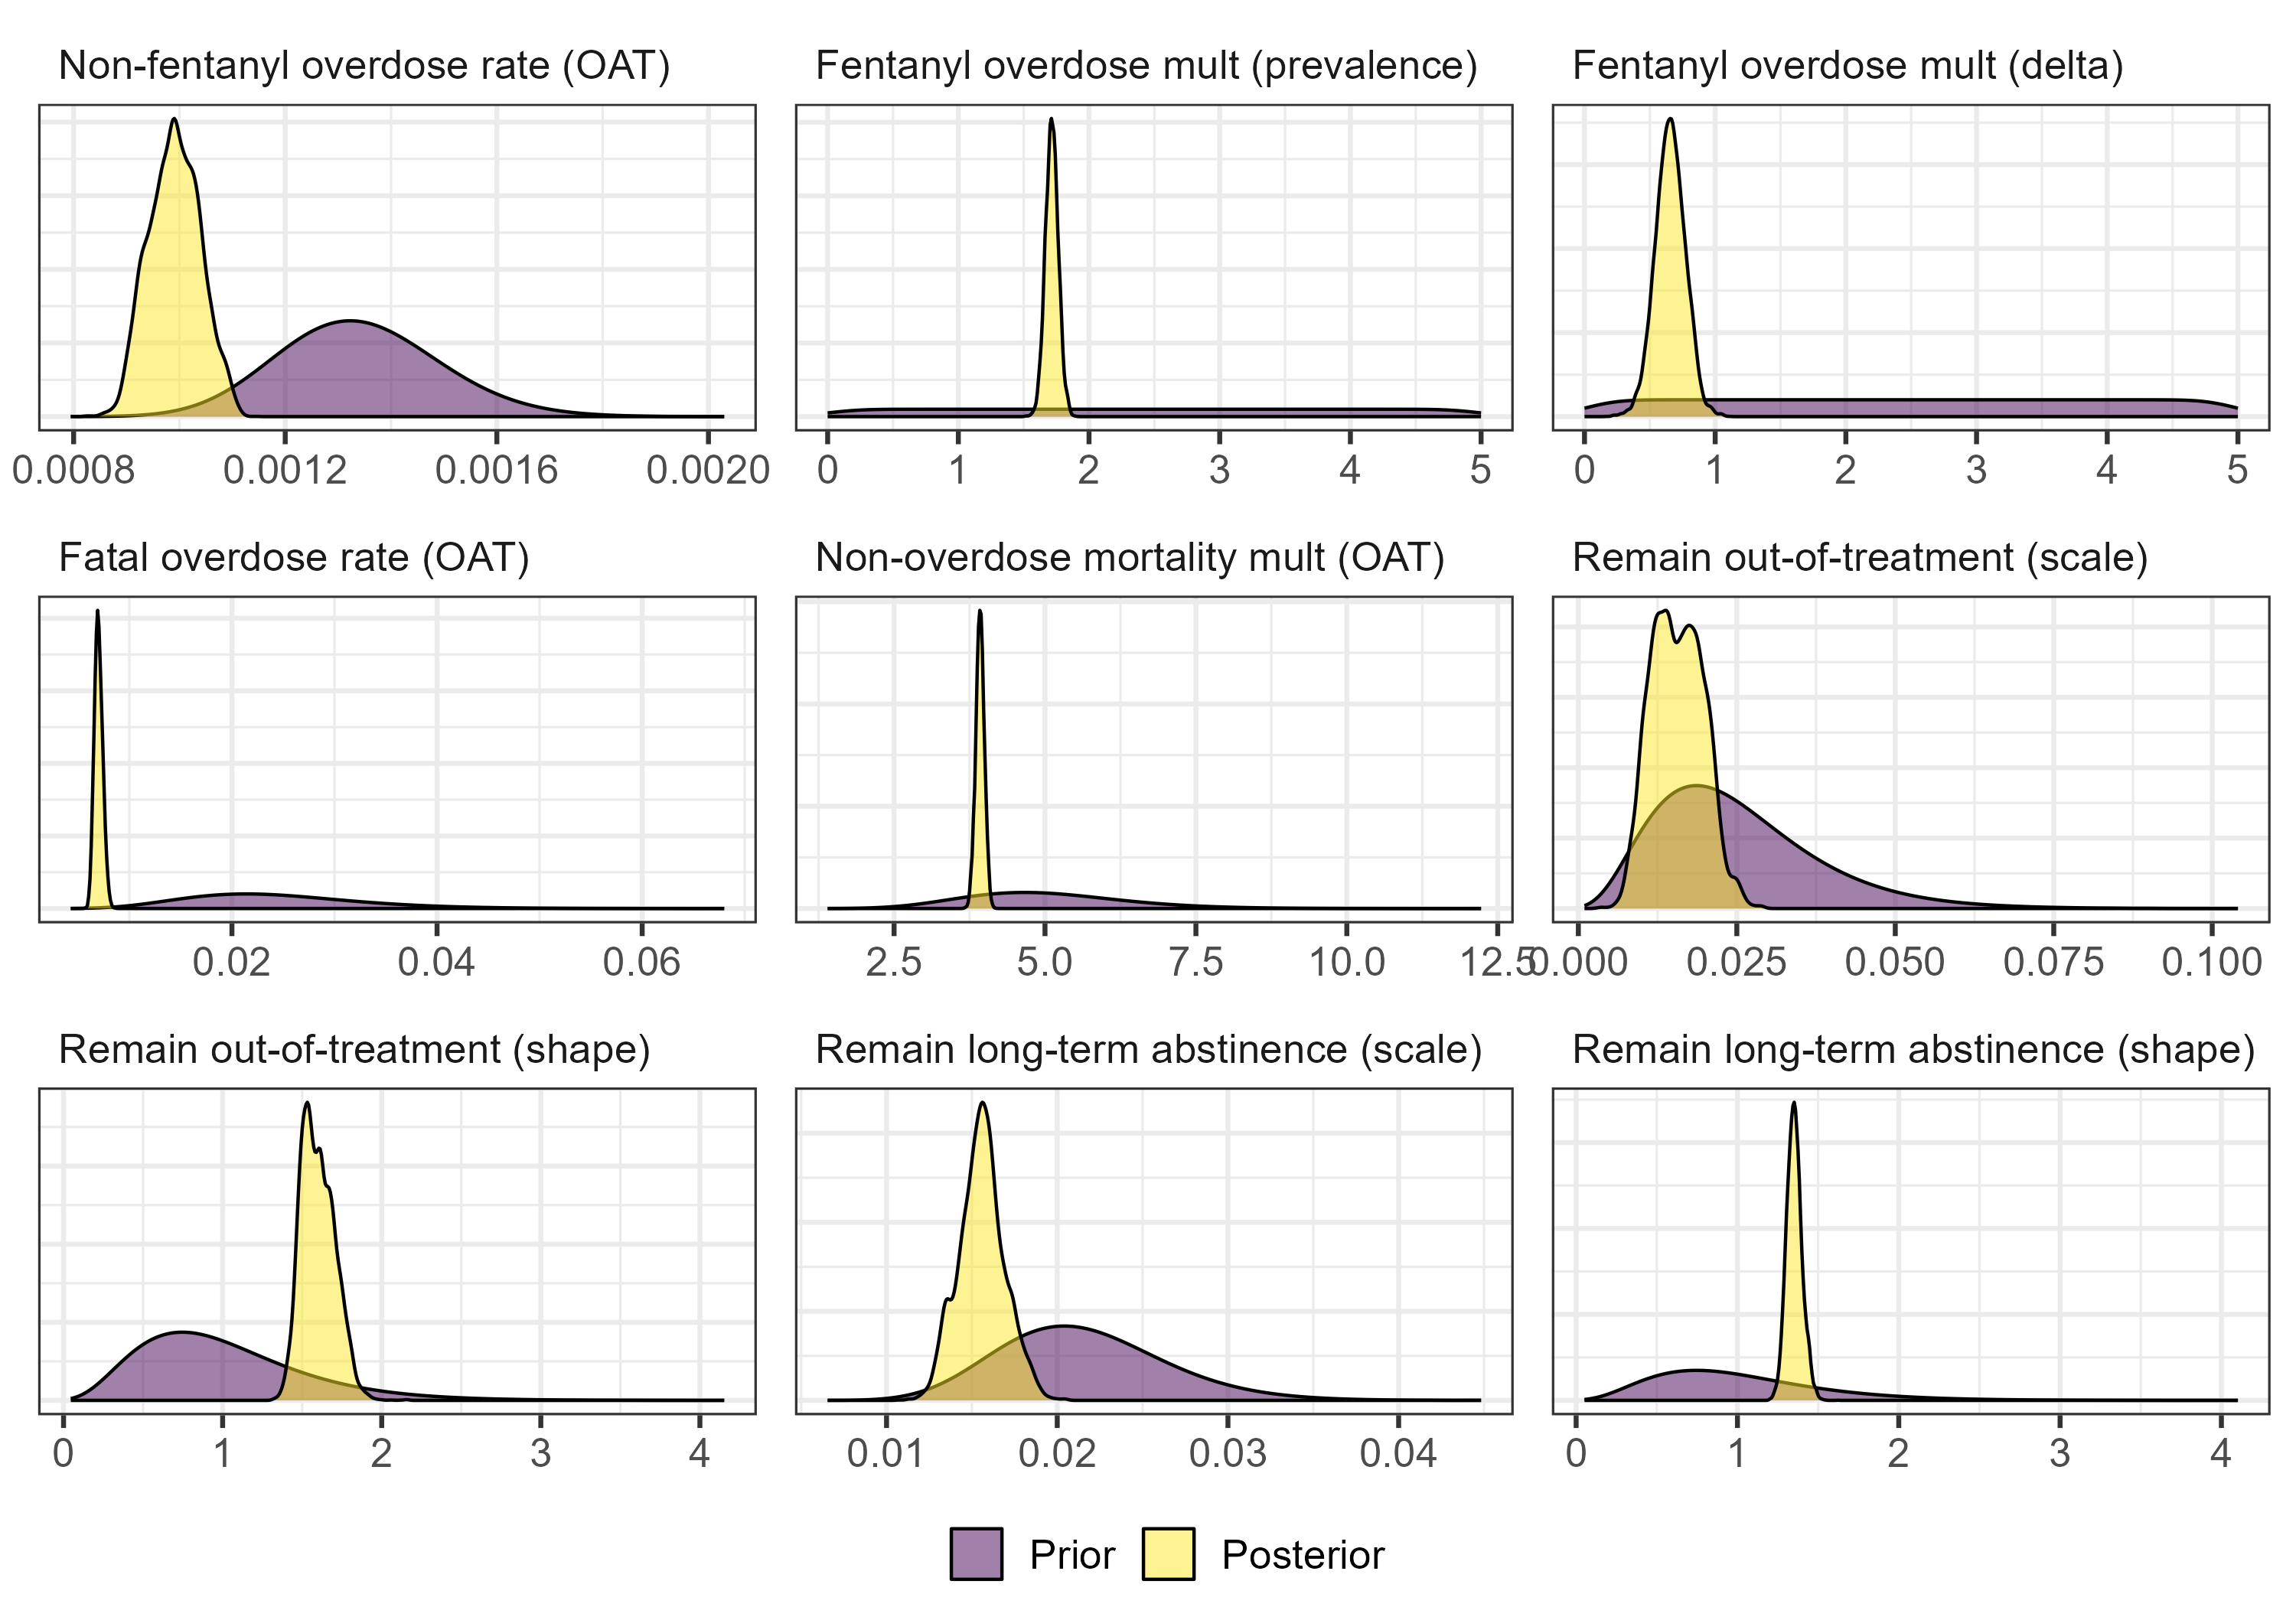 Non-fentanyl overdose rate (OAT) Fentanyl overdose mult (prevalence) Fentanyl overdose mult (delta)
0.0008 0.0012 0.0016 0.0020 0 1 2 3 4 5 0 1 2 3 4 5
Fatal overdose rate (OAT) Non-overdose mortality mult (OAT) Remain out-of-treatment (scale)
0.02 0.04 0.06 2.5 5.0 7.5 10.0 12.5 0.000 0.025 0.050 0.075 0.100
Remain out-of-treatment (shape) Remain long-term abstinence (scale) Remain long-term abstinence (shape)
0 1 2 3 4 0.01 0.02 0.03 0.04 0 1 2 3 4
Prior Posterior